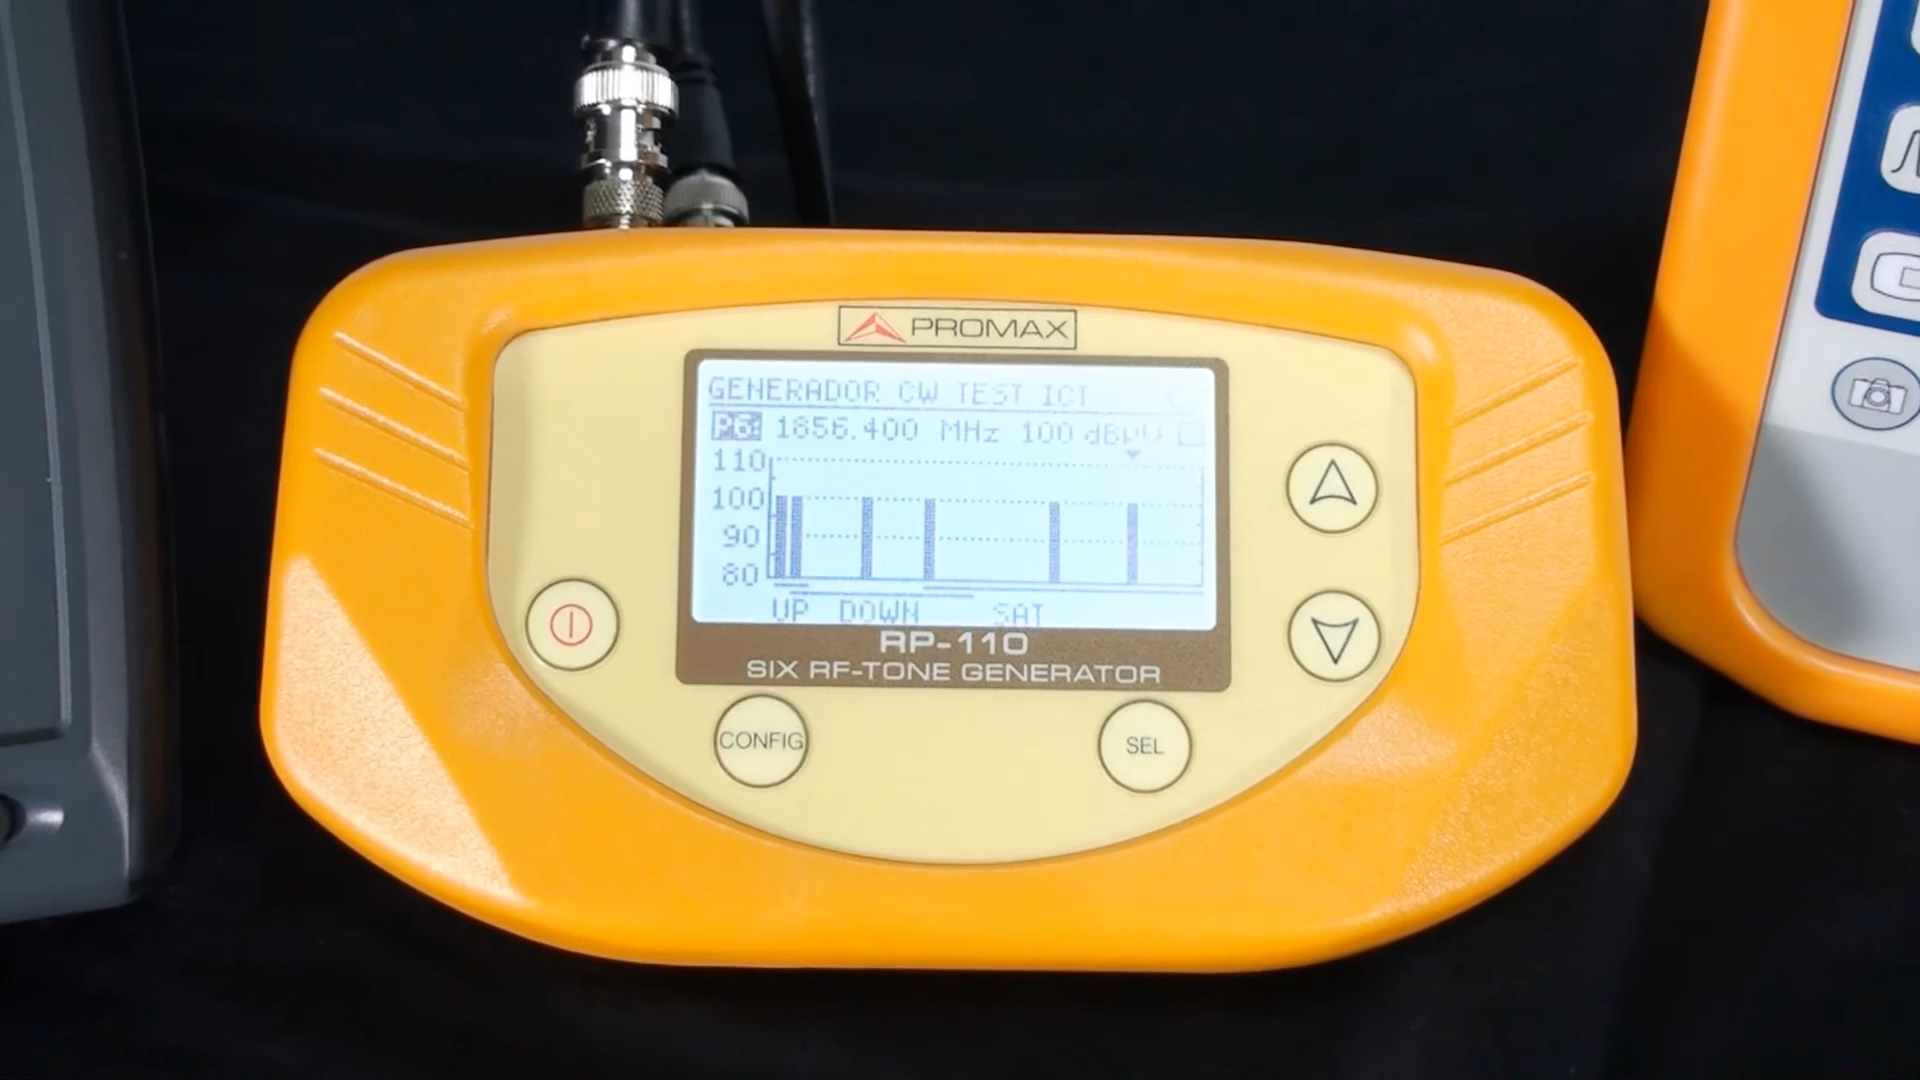 PROMAX
GENERADOR CW TEST ICT
P6: 1856.400 MHz 100 dBµV
110
100
90
80
UP DOWN SAT
RP-110
SIX RF-TONE GENERATOR
CONFIG
SEL